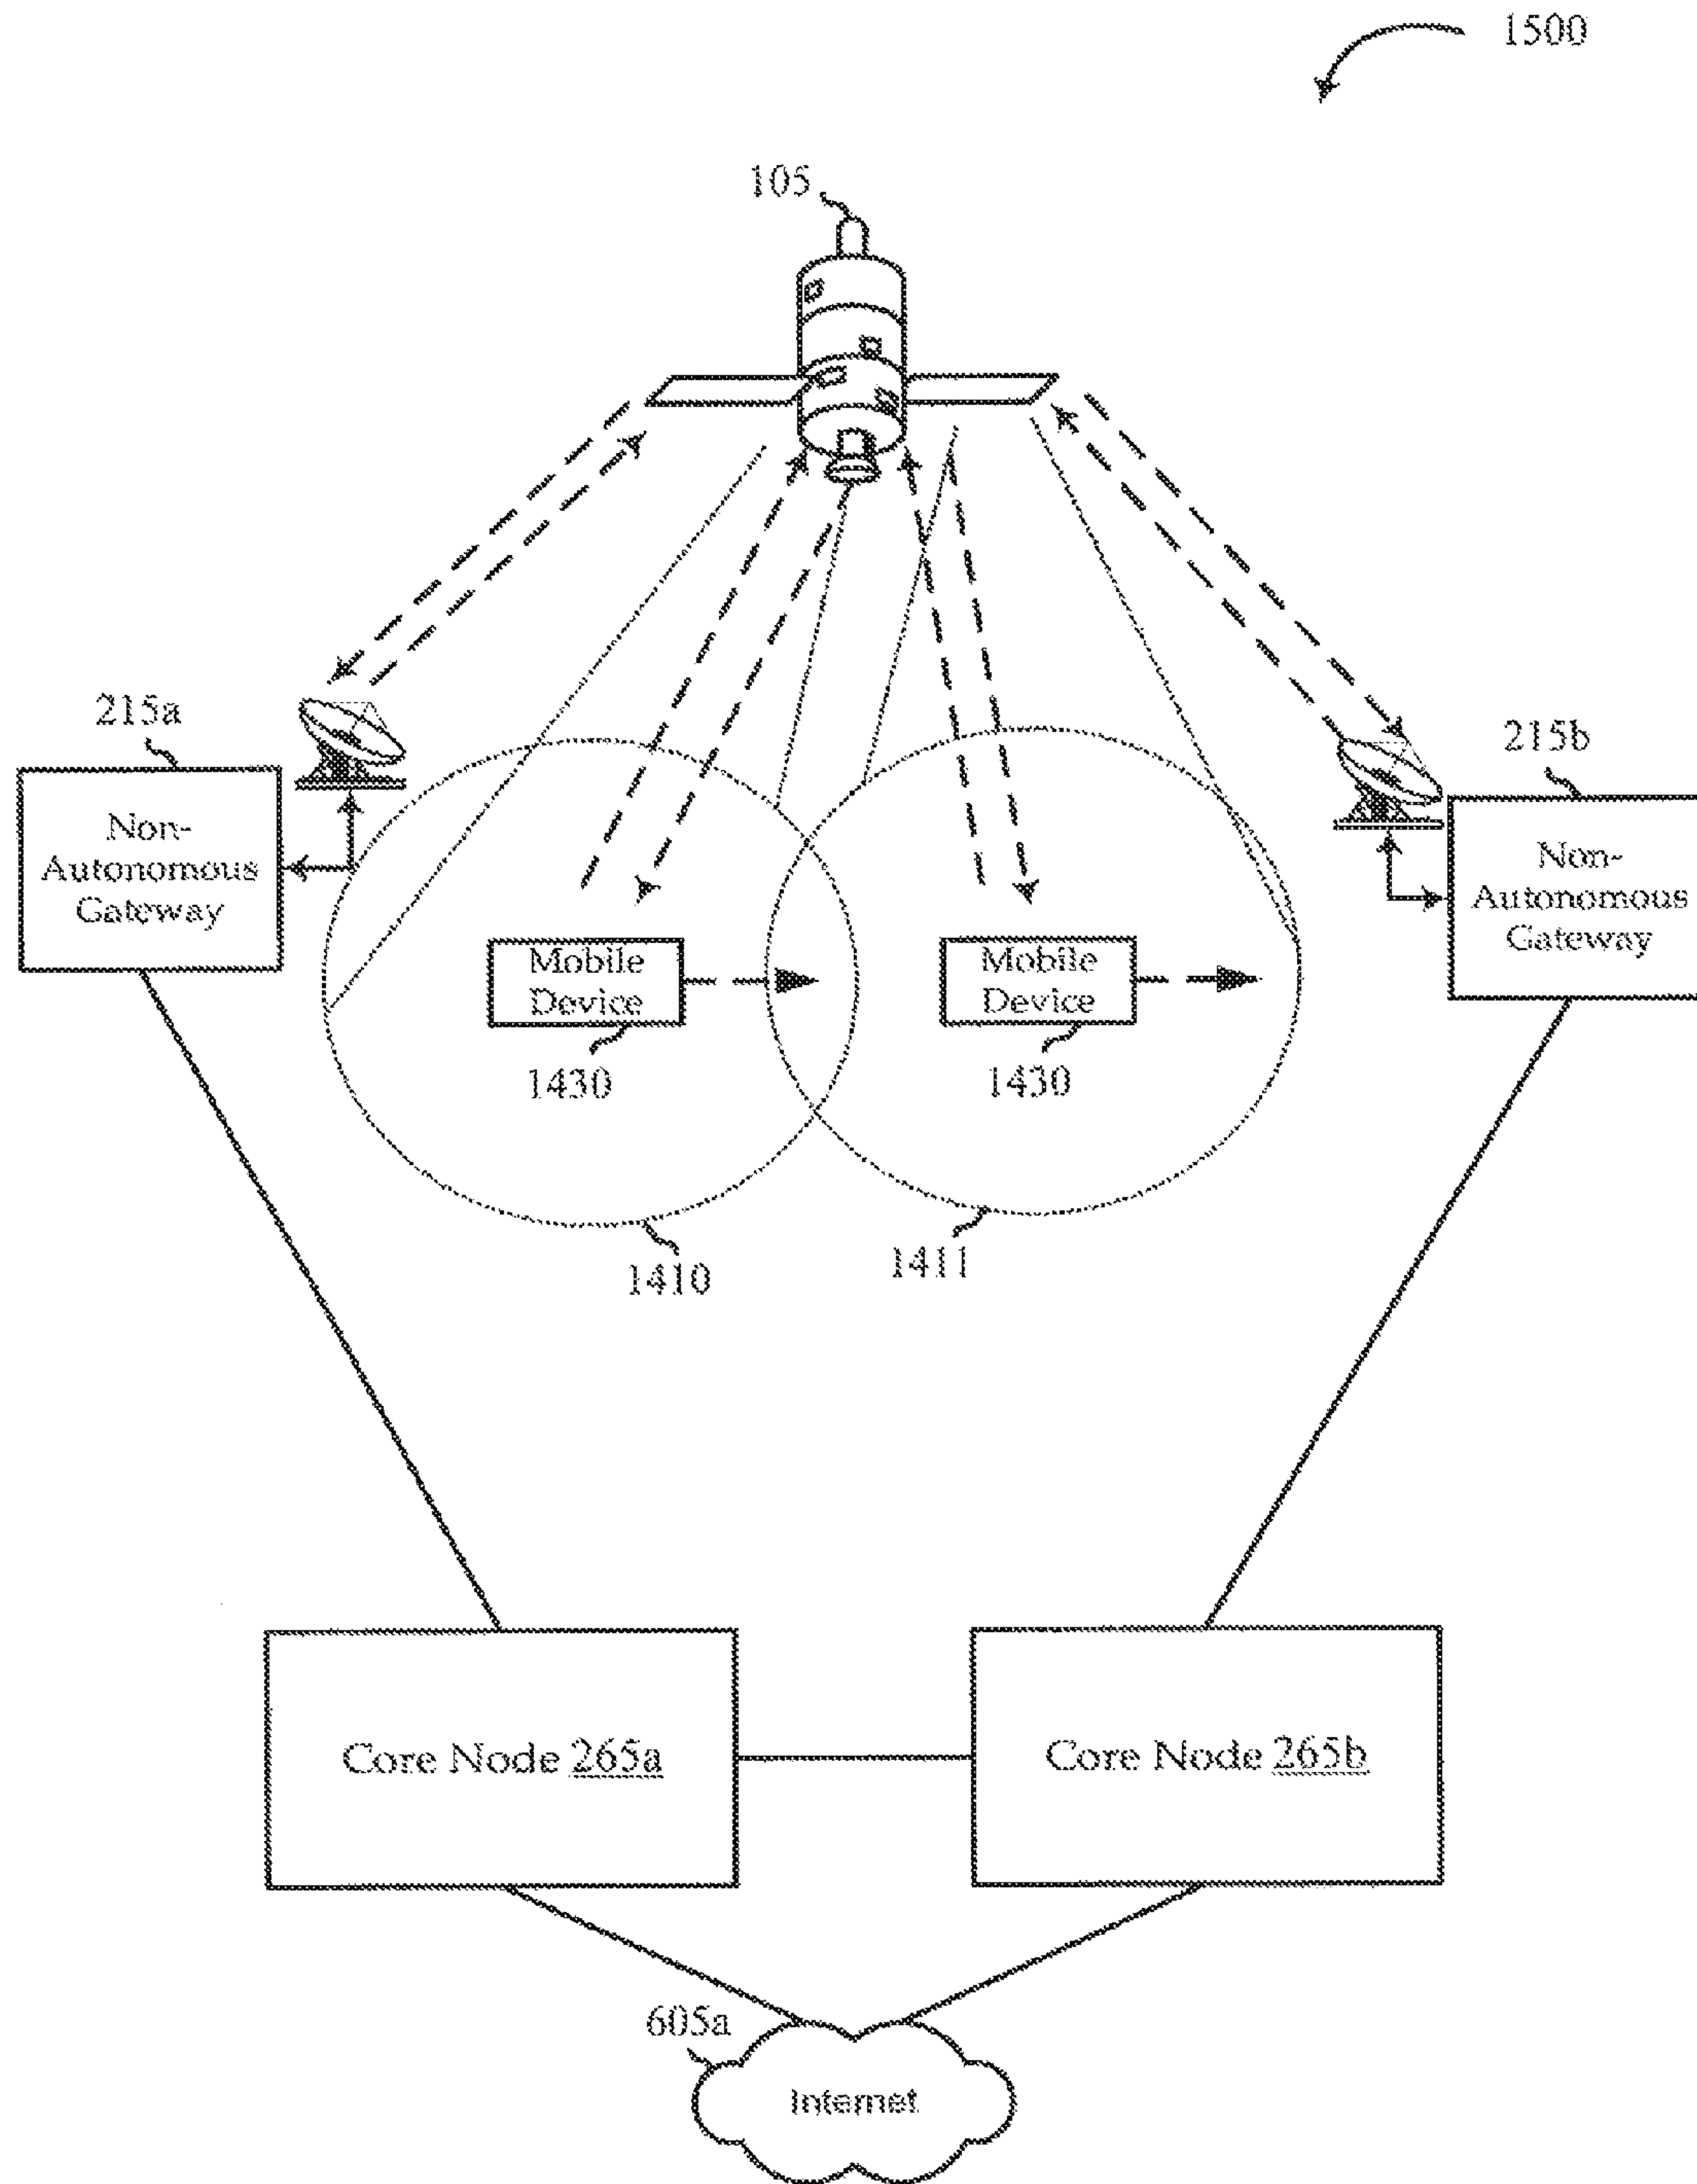 1500
105
215a
Non-
Autonomous
Gateway
215b
Non-
Autonomous
Gateway
Mobile
Device
1430
Mobile
Device
1430
1410
1411
Core Node 265a
Core Node 265b
605a
Internet